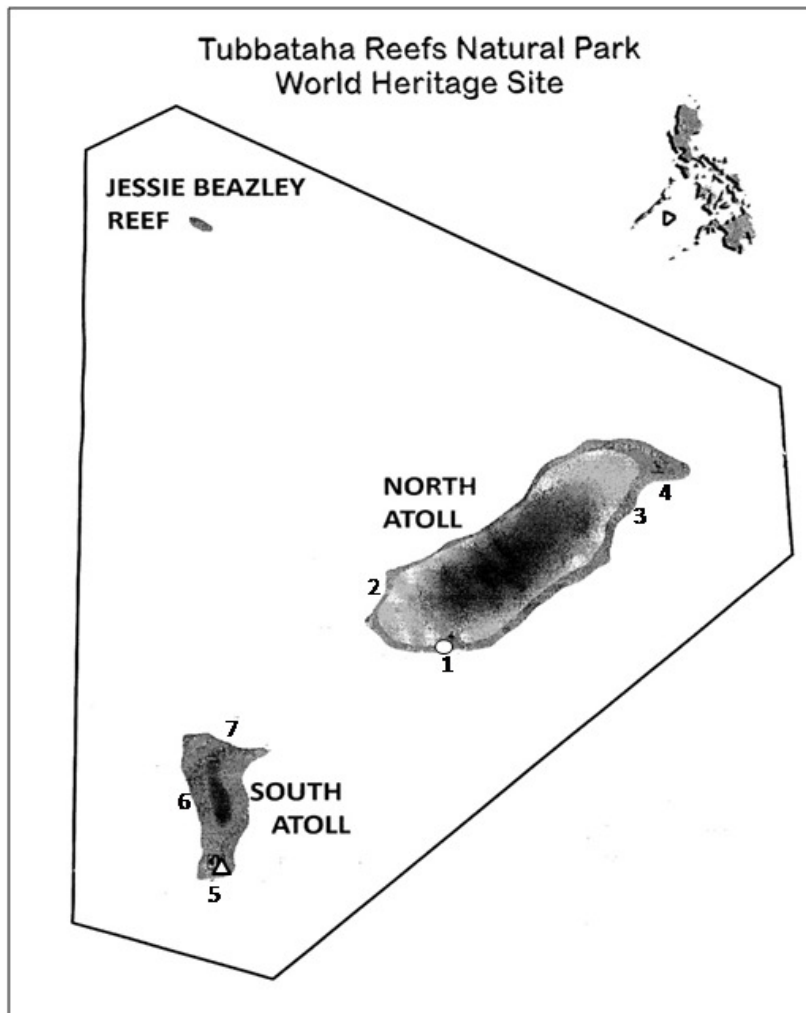 Tubbataha Reefs Natural Park
World Heritage Site
JESSIE BEAZLEY
REEF
NORTH
ATOLL
4
3
2
1
7
6
SOUTH
ATOLL
5